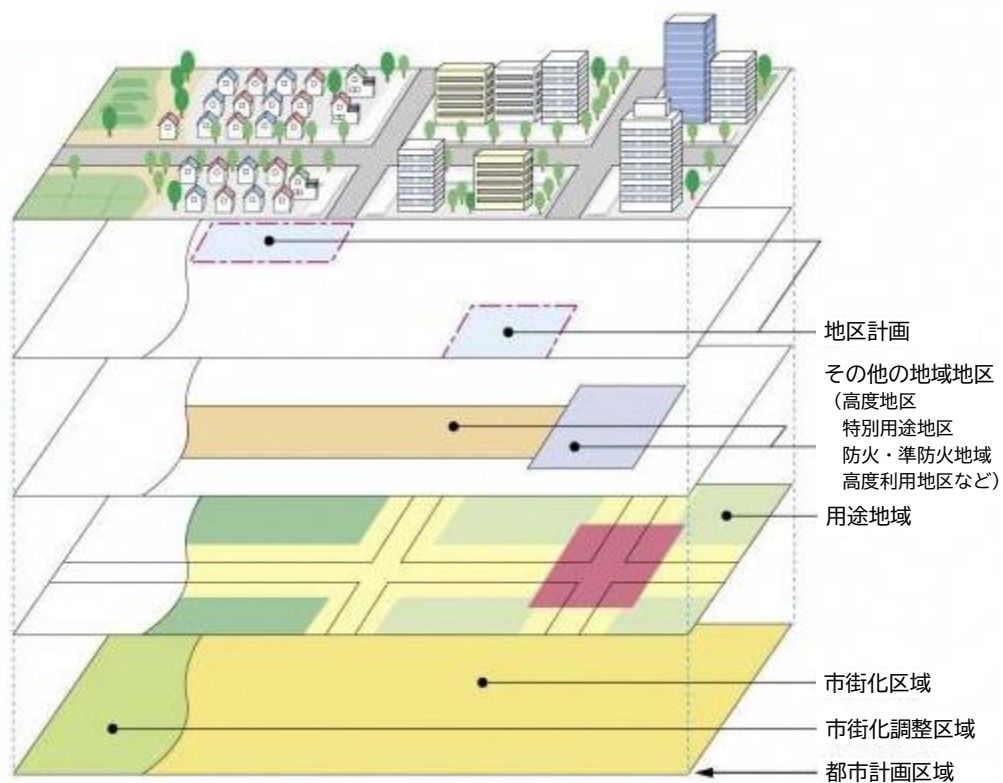 地区計画
その他の地域地区
（高度地区
特別用途地区
防火・準防火地域
高度利用地区など）
用途地域
市街化区域
市街化調整区域
都市計画区域